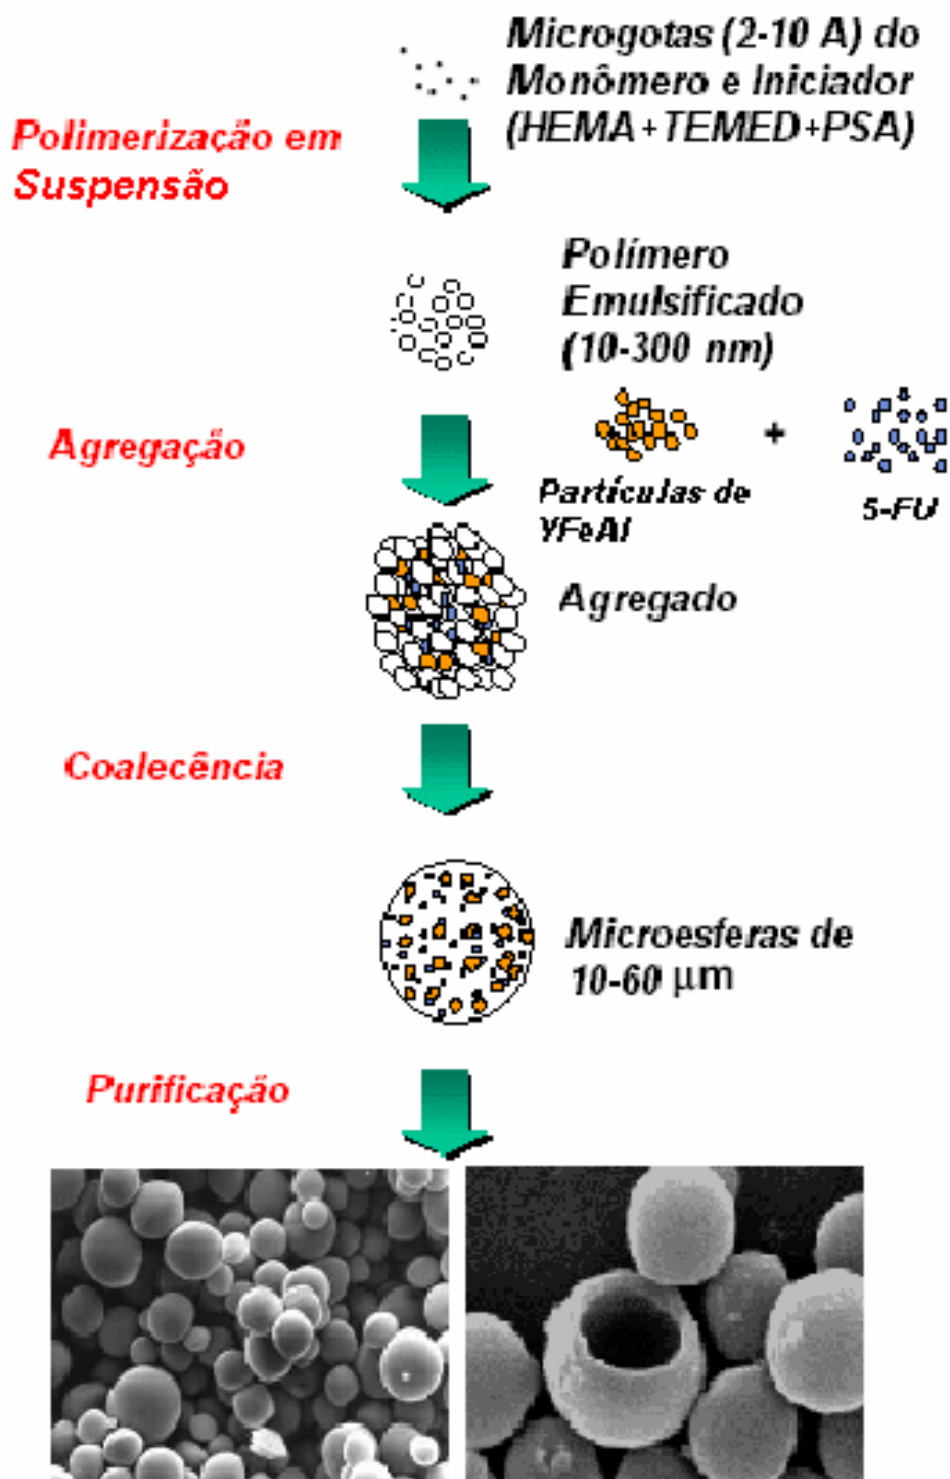 Microgotas (2-10 A) do
Monômero e Iniciador
(HEMA+TEMED+PSA)
Polimerização em
Suspensão
Polímero
Emulsificado
(10-300 nm)
Agregação
+
Partículas de
YFeAl
5-FU
Agregado
Coalecência
Microesferas de
10-60 μm
Purificação